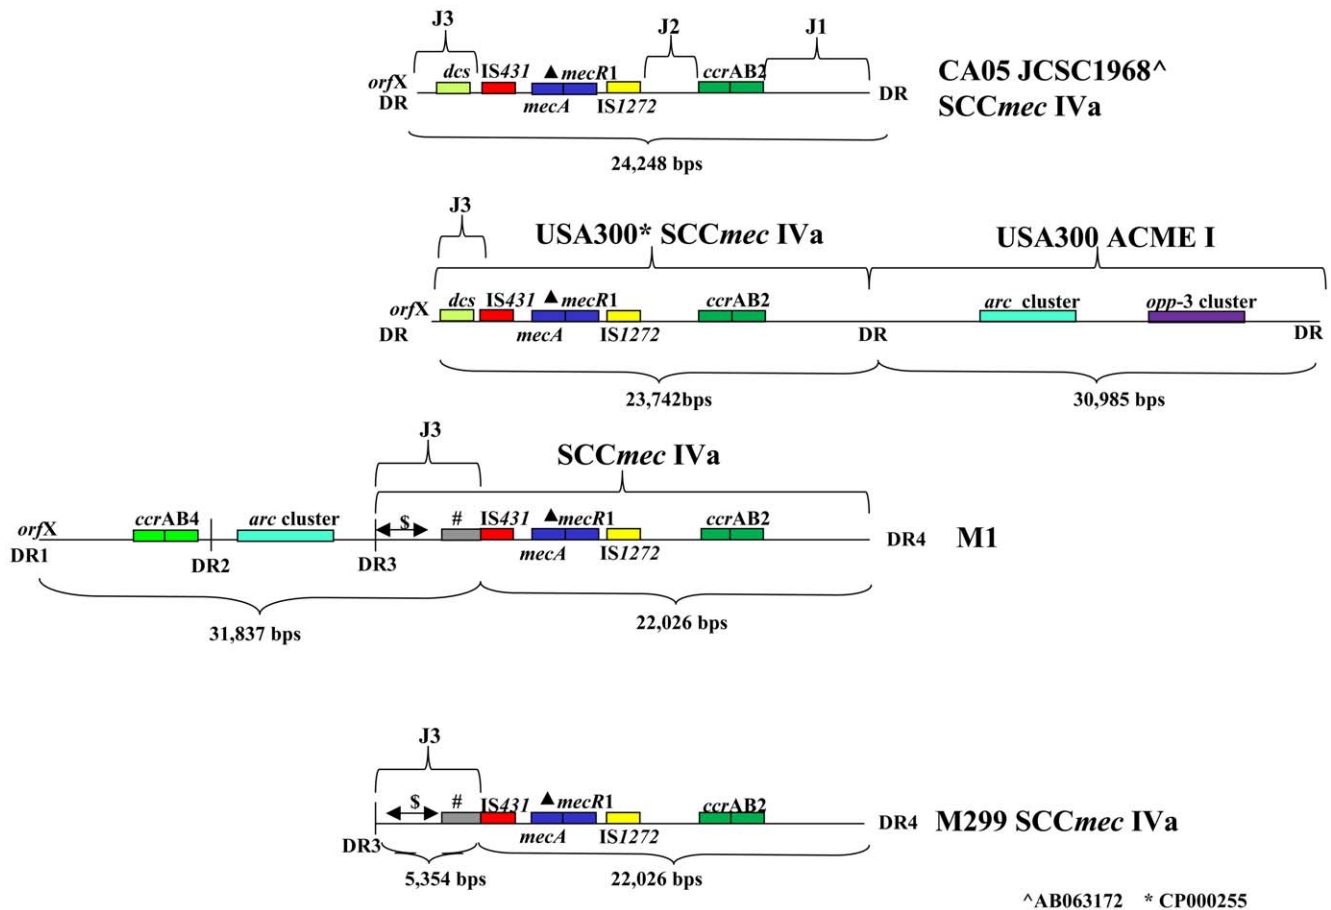 J3
J2
J1
orfX
dcs
IS431
▲mecR1
ccrAB2
CA05 JCSC1968^
DR
mecA
IS1272
DR
SCCmec IVa
24,248 bps
J3
USA300* SCCmec IVa
USA300 ACME I
orfX
dcs
IS431
▲mecR1
ccrAB2
arc cluster
opp-3 cluster
DR
mecA
IS1272
DR
DR
23,742bps
30,985 bps
J3
SCCmec IVa
orfX
ccrAB4
arc cluster
$
#
IS431
▲mecR1
ccrAB2
DR1
DR2
DR3
mecA
IS1272
DR4
M1
31,837 bps
22,026 bps
J3
$
#
IS431
▲mecR1
ccrAB2
DR3
mecA
IS1272
DR4
M299 SCCmec IVa
5,354 bps
22,026 bps
^AB063172 * CP000255